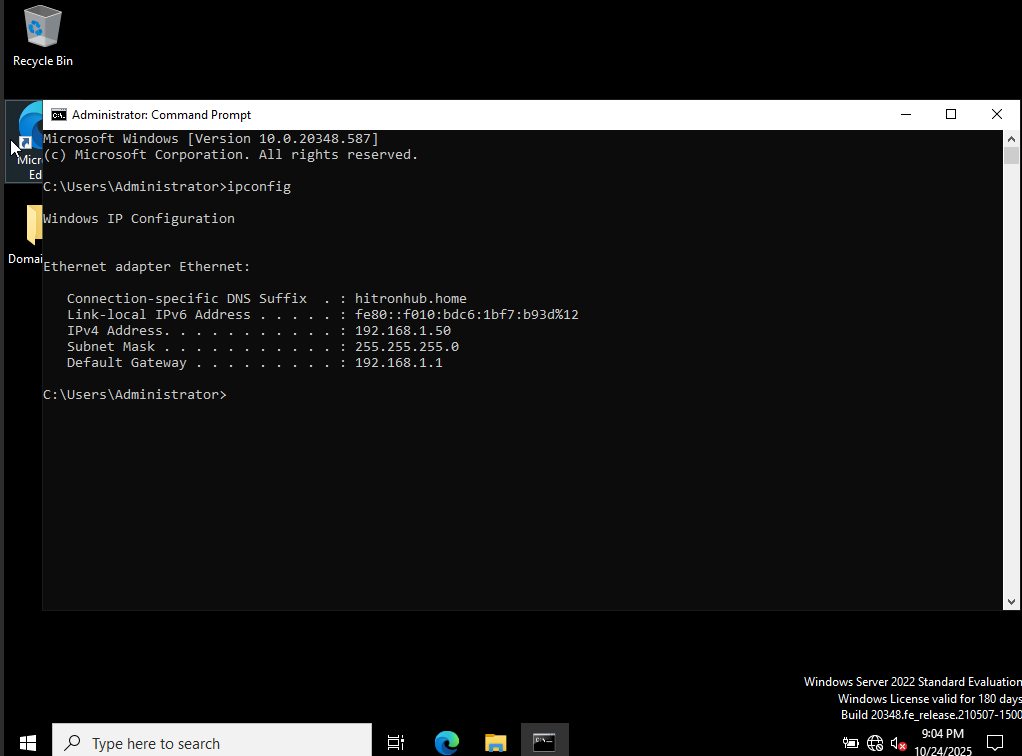 Recycle Bin
Administrator: Command Prompt
Microsoft Windows [Version 10.0.20348.587]
(c) Microsoft Corporation. All rights reserved.
C:\Users\Administrator>ipconfig
Windows IP Configuration
Ethernet adapter Ethernet:
Connection-specific DNS Suffix  . : hitronhub.home
Link-local IPv6 Address . . . . . : fe80::f010:bdc6:1bf7:b93d%12
IPv4 Address. . . . . . . . . . . : 192.168.1.50
Subnet Mask . . . . . . . . . . . : 255.255.255.0
Default Gateway . . . . . . . . . : 192.168.1.1
C:\Users\Administrator>
Micr
Ed
Domai
Windows Server 2022 Standard Evaluation
Windows License valid for 180 days
Build 20348.fe_release.210507-1500
Type here to search
9:04 PM
10/24/2025